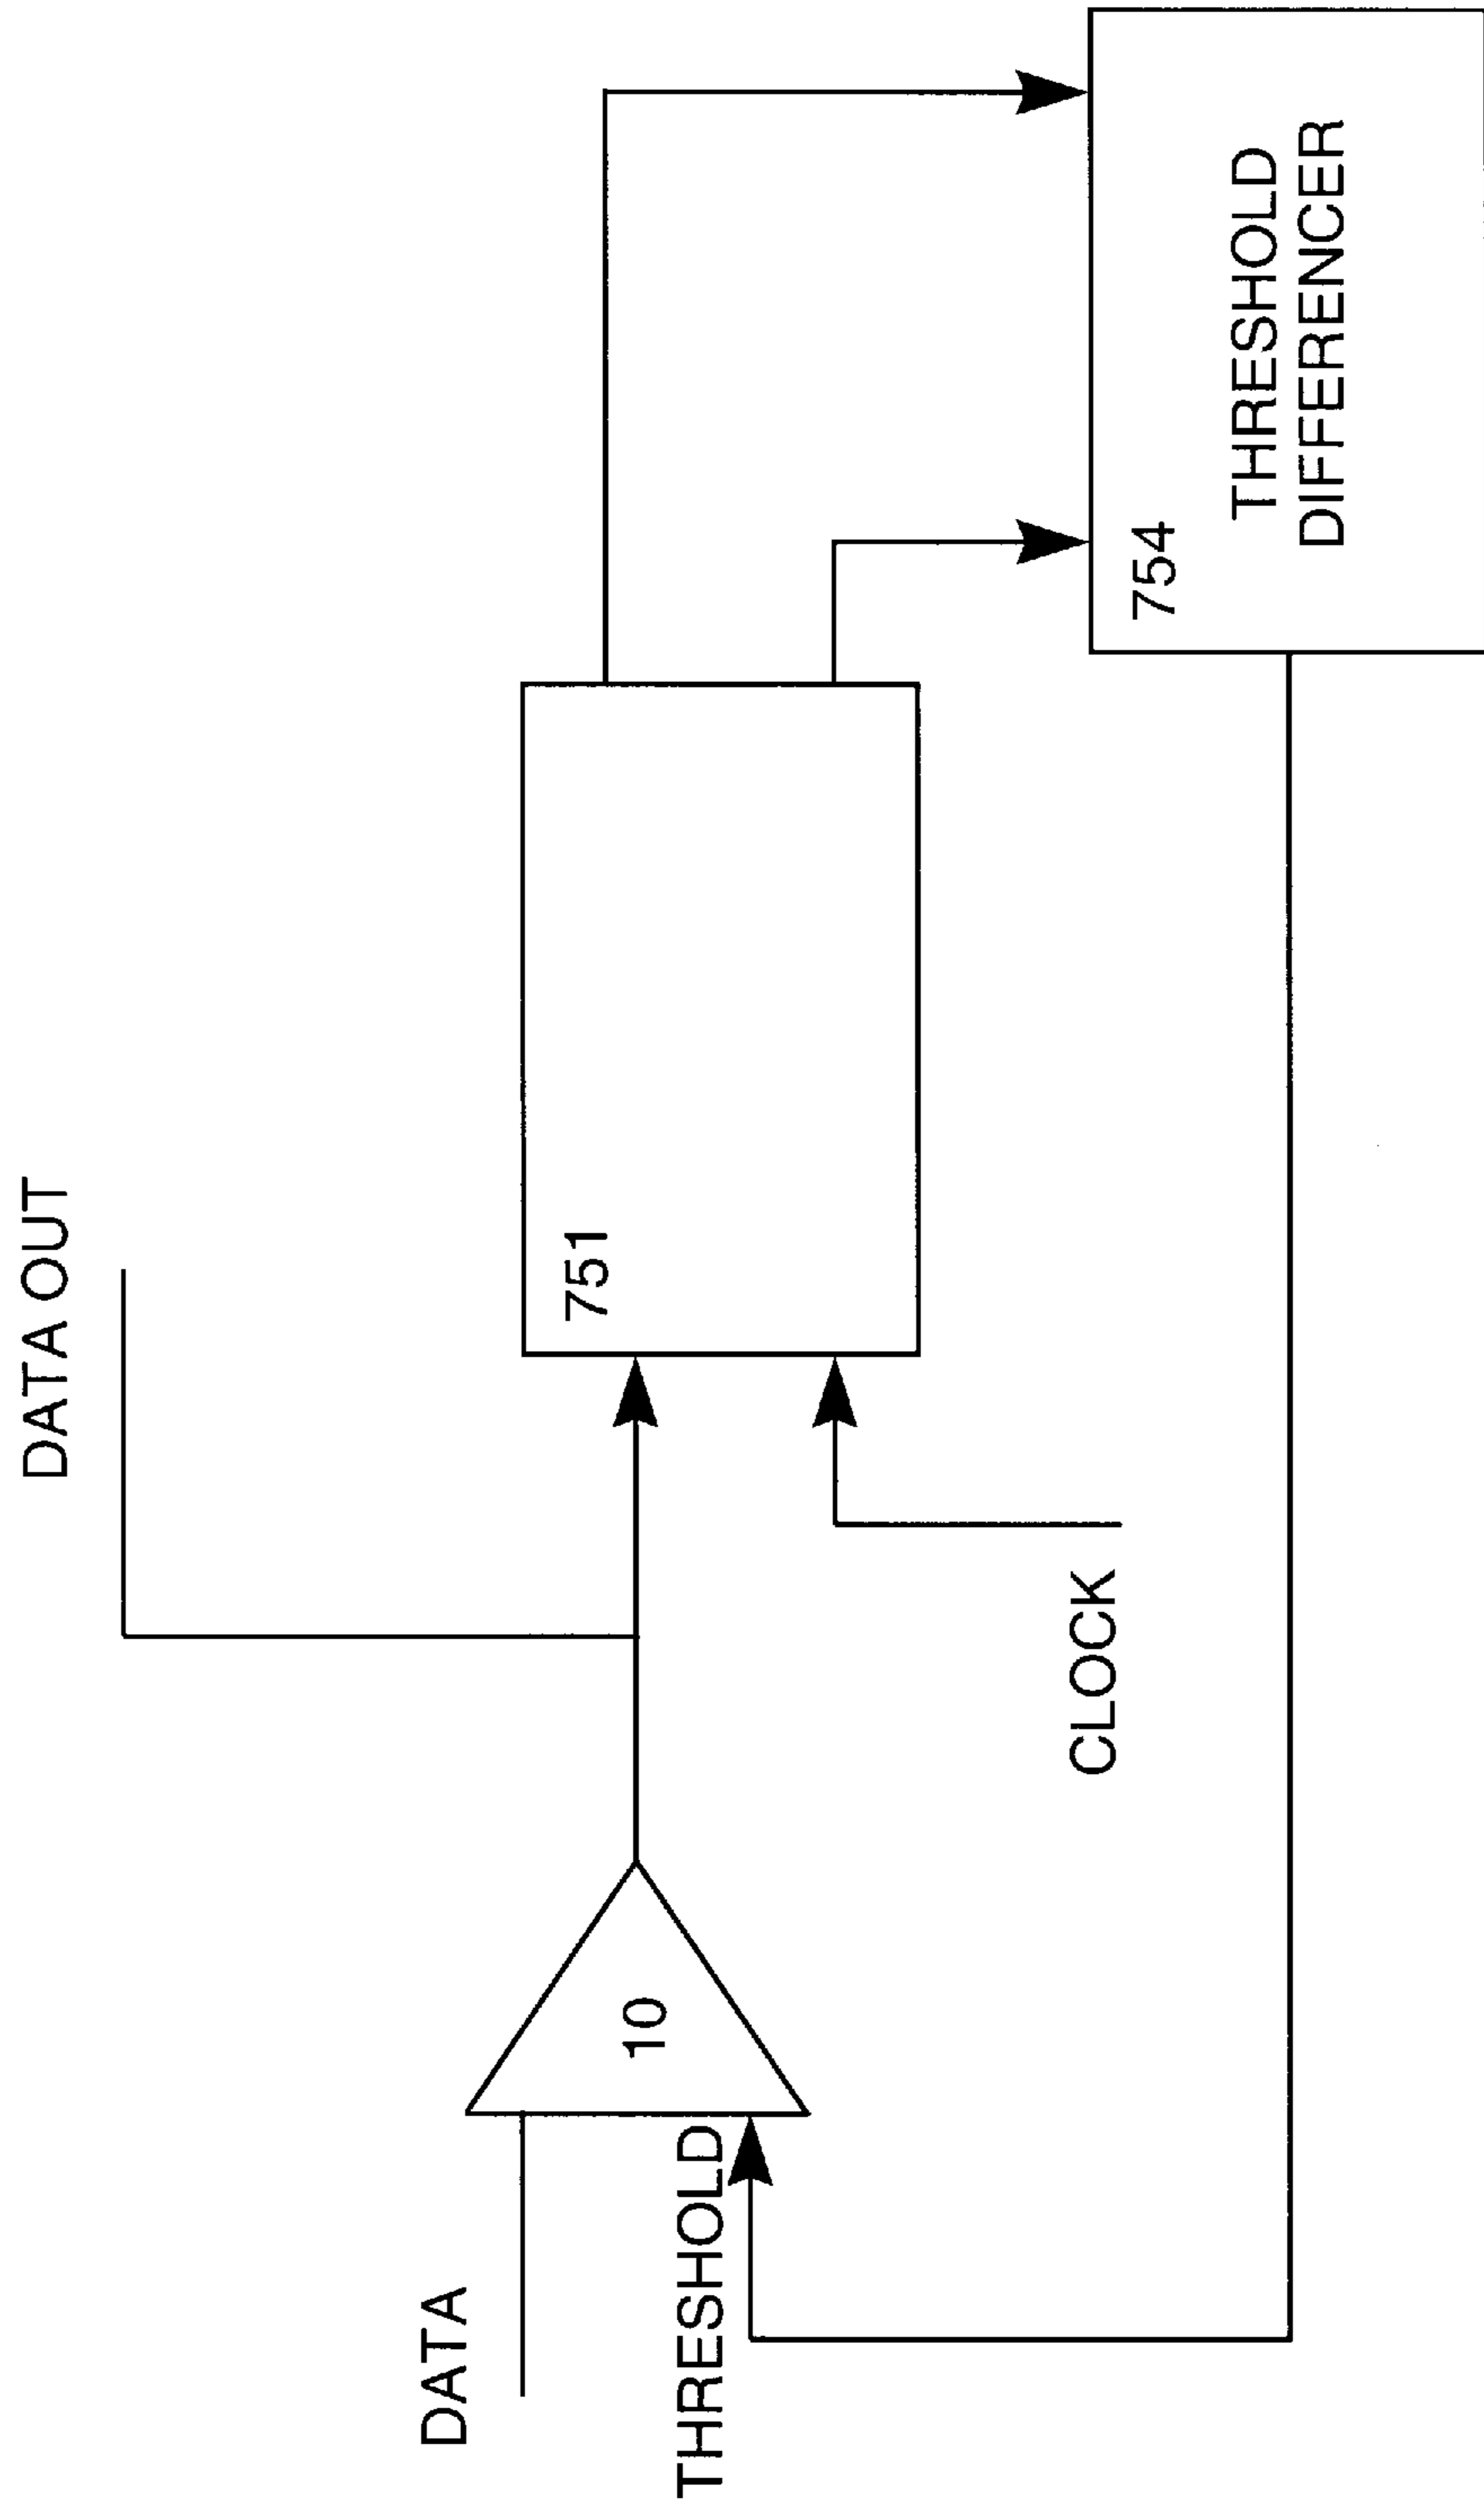 DATA OUT
DATA
10
751
THRESHOLD
CLOCK
754
THRESHOLD
DIFFERENCER